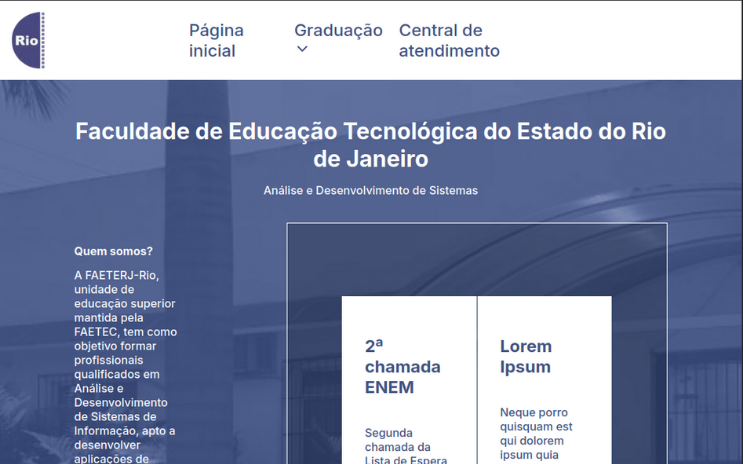 Rio
Página
inicial
Graduação
Central de
atendimento
Faculdade de Educação Tecnológica do Estado do Rio
de Janeiro
Análise e Desenvolvimento de Sistemas
Quem somos?
A FAETERJ-Rio,
unidade de
educação superior
mantida pela
FAETEC, tem como
objetivo formar
profissionais
qualificados em
Análise e
Desenvolvimento
de Sistemas de
Informação, apto a
desenvolver
aplicações de
2ª
chamada
ENEM
Segunda
chamada da
Lista de Espera
Lorem
Ipsum
Neque porro
quisquam est
qui dolorem
ipsum quia